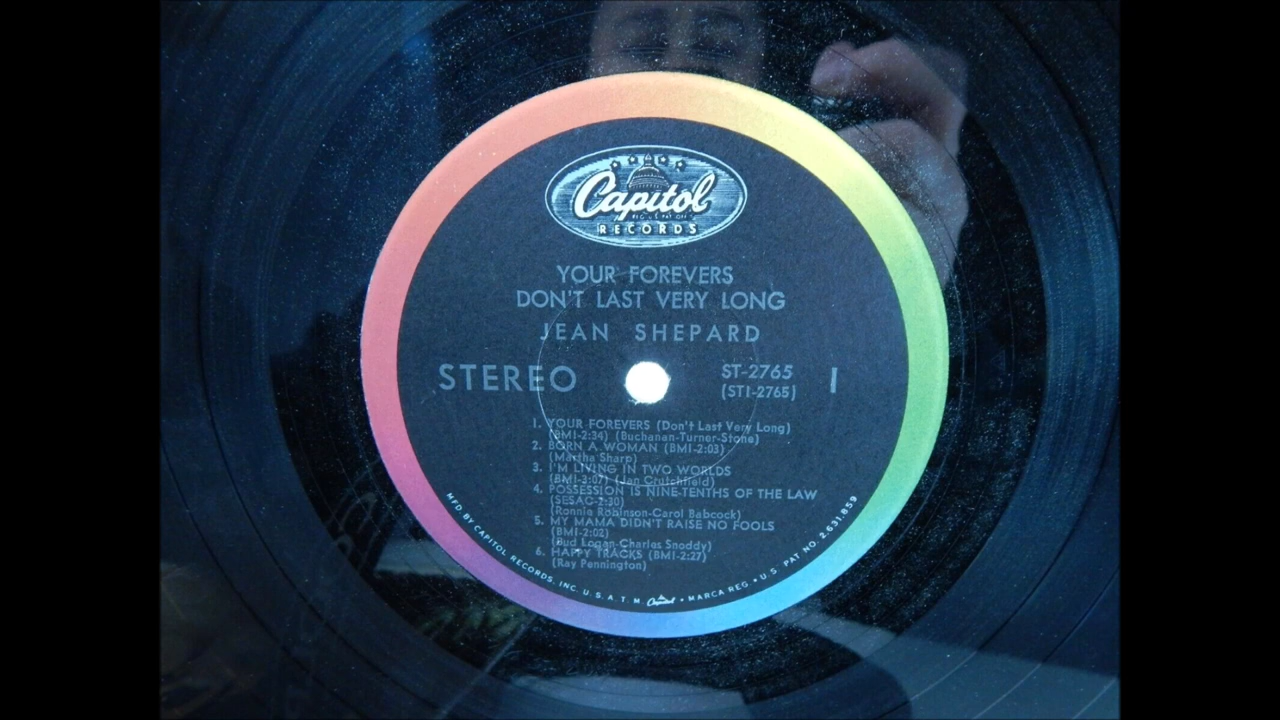 Capitol
REG. U.S. PAT. OFF.
RECORDS
YOUR FOREVERS
DON'T LAST VERY LONG
JEAN SHEPARD
STEREO
ST-2765
(ST1-2765)
1
1. YOUR FOREVERS (Don't Last Very Long)
(BMI-2:34) (Buchanan-Turner-Stone)
2. BORN A WOMAN (BMI-2:03)
(Martha Sharp)
3. I'M LIVING IN TWO WORLDS
(BMI-3:07) (Jan Crutchfield)
4. POSSESSION IS NINE-TENTHS OF THE LAW
(SESAC-2:30)
(Ronnie Robinson-Carol Babcock)
5. MY MAMA DIDN'T RAISE NO FOOLS
(BMI-2:02)
(Bud Logan-Charles Snoddy)
6. HAPPY TRACKS (BMI-2:27)
(Ray Pennington)
MFD. BY CAPITOL RECORDS, INC. U.S.A. T.M. Capitol • MARCA REG. • U.S. PAT. NO. 2,631,859